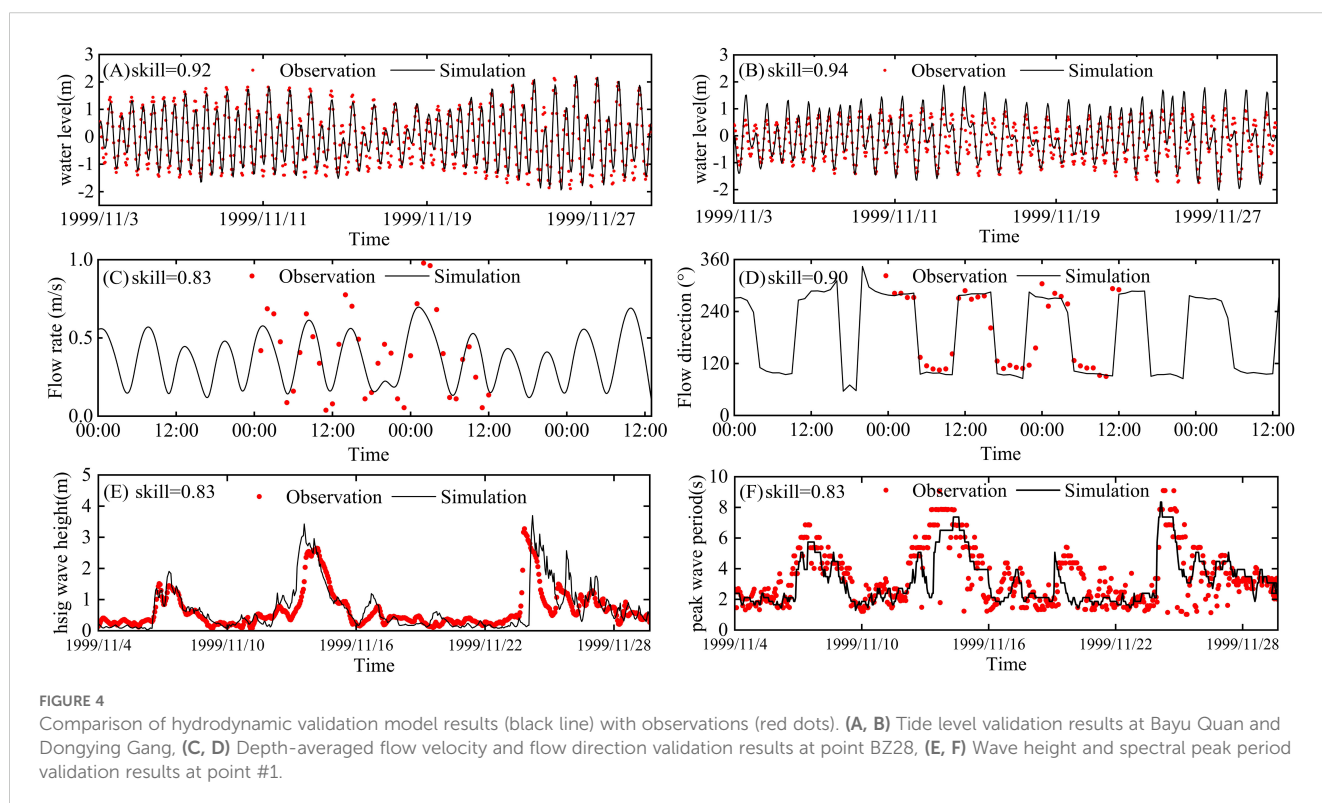 (A)skill=0.92 Observation Simulation
water level(m)
3
2
1
0
-1
-2
1999/11/3 1999/11/11 1999/11/19 1999/11/27
Time
(B)skill=0.94 Observation Simulation
water level(m)
3
2
1
0
-1
-2
1999/11/3 1999/11/11 1999/11/19 1999/11/27
Time
(C)skill=0.83 Observation Simulation
Flow rate (m/s)
1.0
0.5
0.0
00:00 12:00 00:00 12:00 00:00 12:00 00:00 12:00
Time
(D)skill=0.90 Observation Simulation
Flow direction (°)
360
240
120
0
00:00 12:00 00:00 12:00 00:00 12:00 00:00 12:00
Time
(E) skill=0.83 Observation Simulation
hsig wave height(m)
5
4
3
2
1
0
1999/11/4 1999/11/10 1999/11/16 1999/11/22 1999/11/28
Time
(F)skill=0.83 Observation Simulation
peak wave period(s)
10
8
6
4
2
0
1999/11/4 1999/11/10 1999/11/16 1999/11/22 1999/11/28
Time
FIGURE 4
Comparison of hydrodynamic validation model results (black line) with observations (red dots). (A, B) Tide level validation results at Bayu Quan and
Dongying Gang, (C, D) Depth-averaged flow velocity and flow direction validation results at point BZ28, (E, F) Wave height and spectral peak period
validation results at point #1.